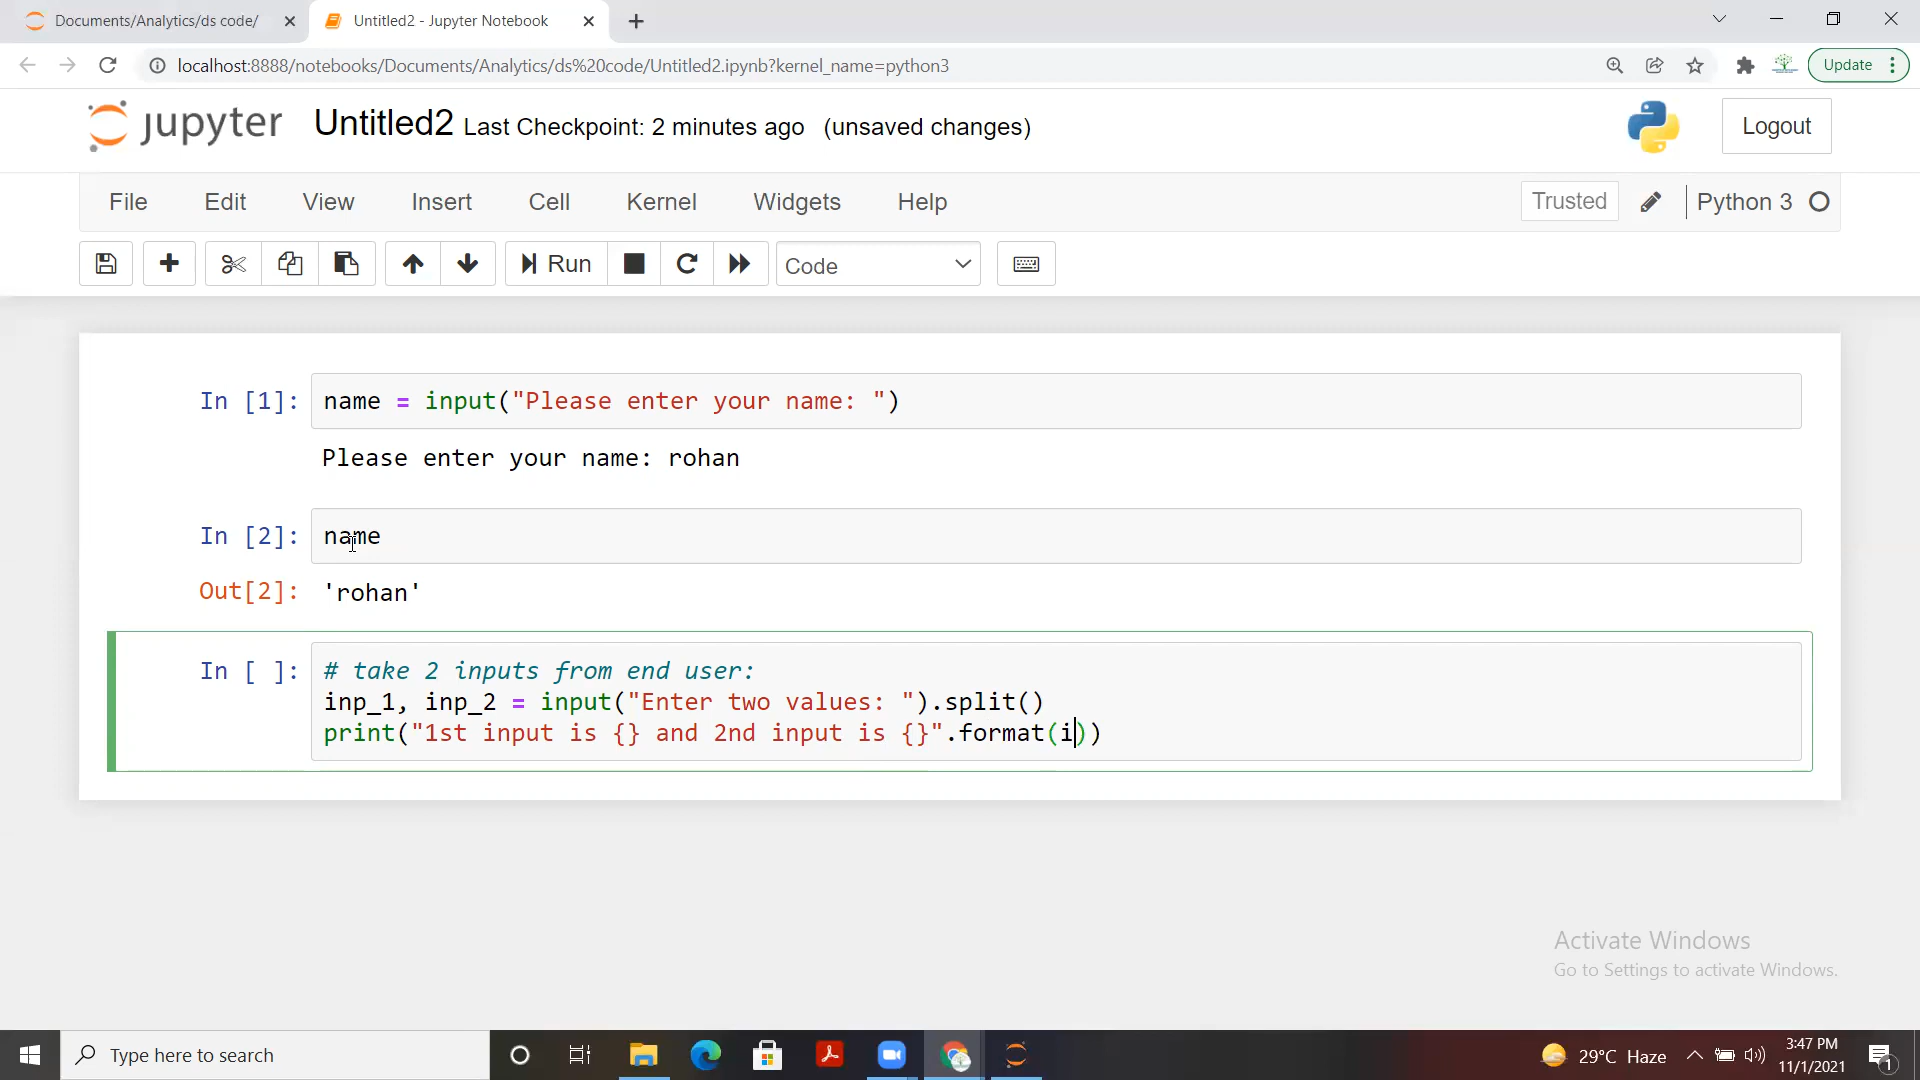 Documents/Analytics/ds code/
Untitled2 - Jupyter Notebook
localhost:8888/notebooks/Documents/Analytics/ds%20code/Untitled2.ipynb?kernel_name=python3
Update
jupyter Untitled2 Last Checkpoint: 2 minutes ago (unsaved changes)
Logout
File Edit View Insert Cell Kernel Widgets Help
Trusted
Python 3
Run
Code
In [1]: name = input("Please enter your name: ")
Please enter your name: rohan
In [2]: name
Out[2]: 'rohan'
In [ ]: # take 2 inputs from end user:
inp_1, inp_2 = input("Enter two values: ").split()
print("1st input is {} and 2nd input is {}".format(i))
Activate Windows
Go to Settings to activate Windows.
Type here to search
29°C Haze
3:47 PM
11/1/2021
1